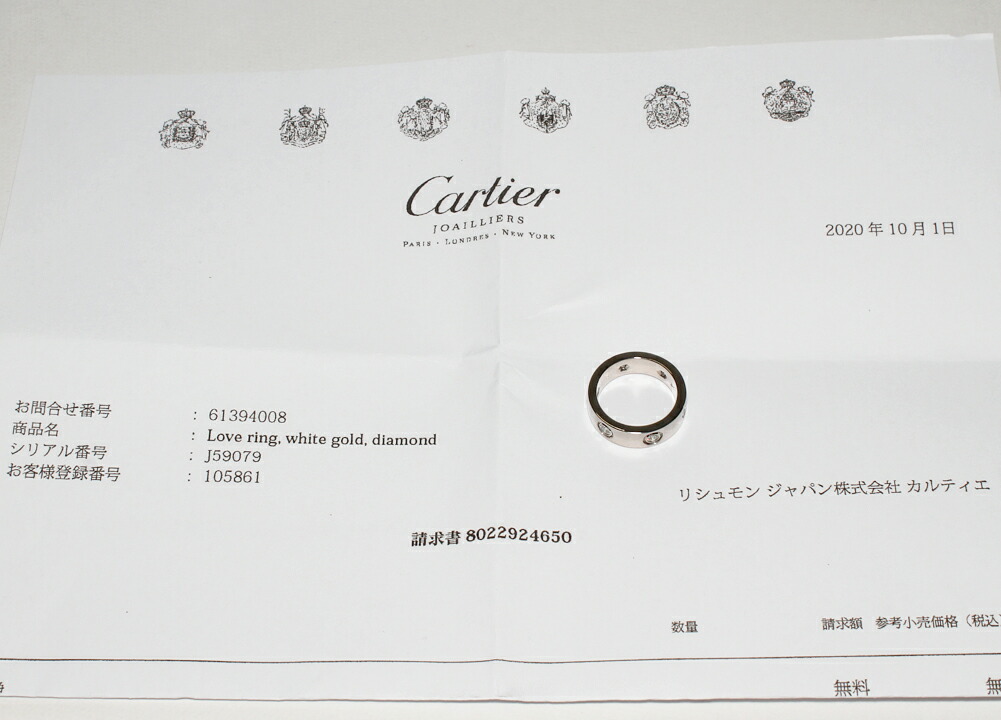 Cartier
JOAILLIERS
PARIS · LONDRES · NEW YORK
2020 年 10 月 1日
お問合せ番号 : 61394008
商品名 : Love ring, white gold, diamond
シリアル番号 : J59079
お客様登録番号 : 105861
リシュモン ジャパン株式会社 カルティエ
請求書 8022924650
数量 請求額 参考小売価格（税込
無料